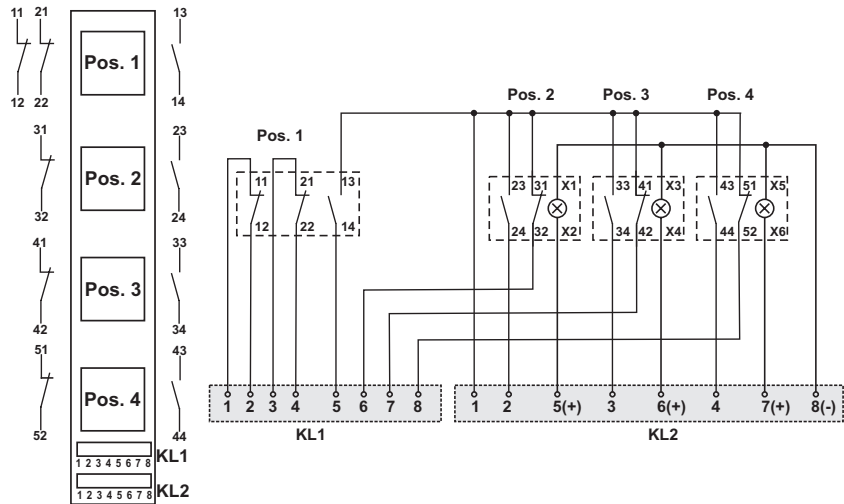 11 21 13
Pos. 1
12 22 14
31 23
Pos. 2
32 24
41 33
Pos. 3
42 34
51 43
Pos. 4
52 44
1 2 3 4 5 6 7 8 KL1
1 2 3 4 5 6 7 8 KL2
Pos. 2 Pos. 3 Pos. 4
Pos. 1
11 21 13
12 22 14
23 31 X1 33 41 X3 43 51 X5
24 32 X2 34 42 X4 44 52 X6
1 2 3 4 5 6 7 8
KL1
1 2 5(+) 3 6(+) 4 7(+) 8(-)
KL2